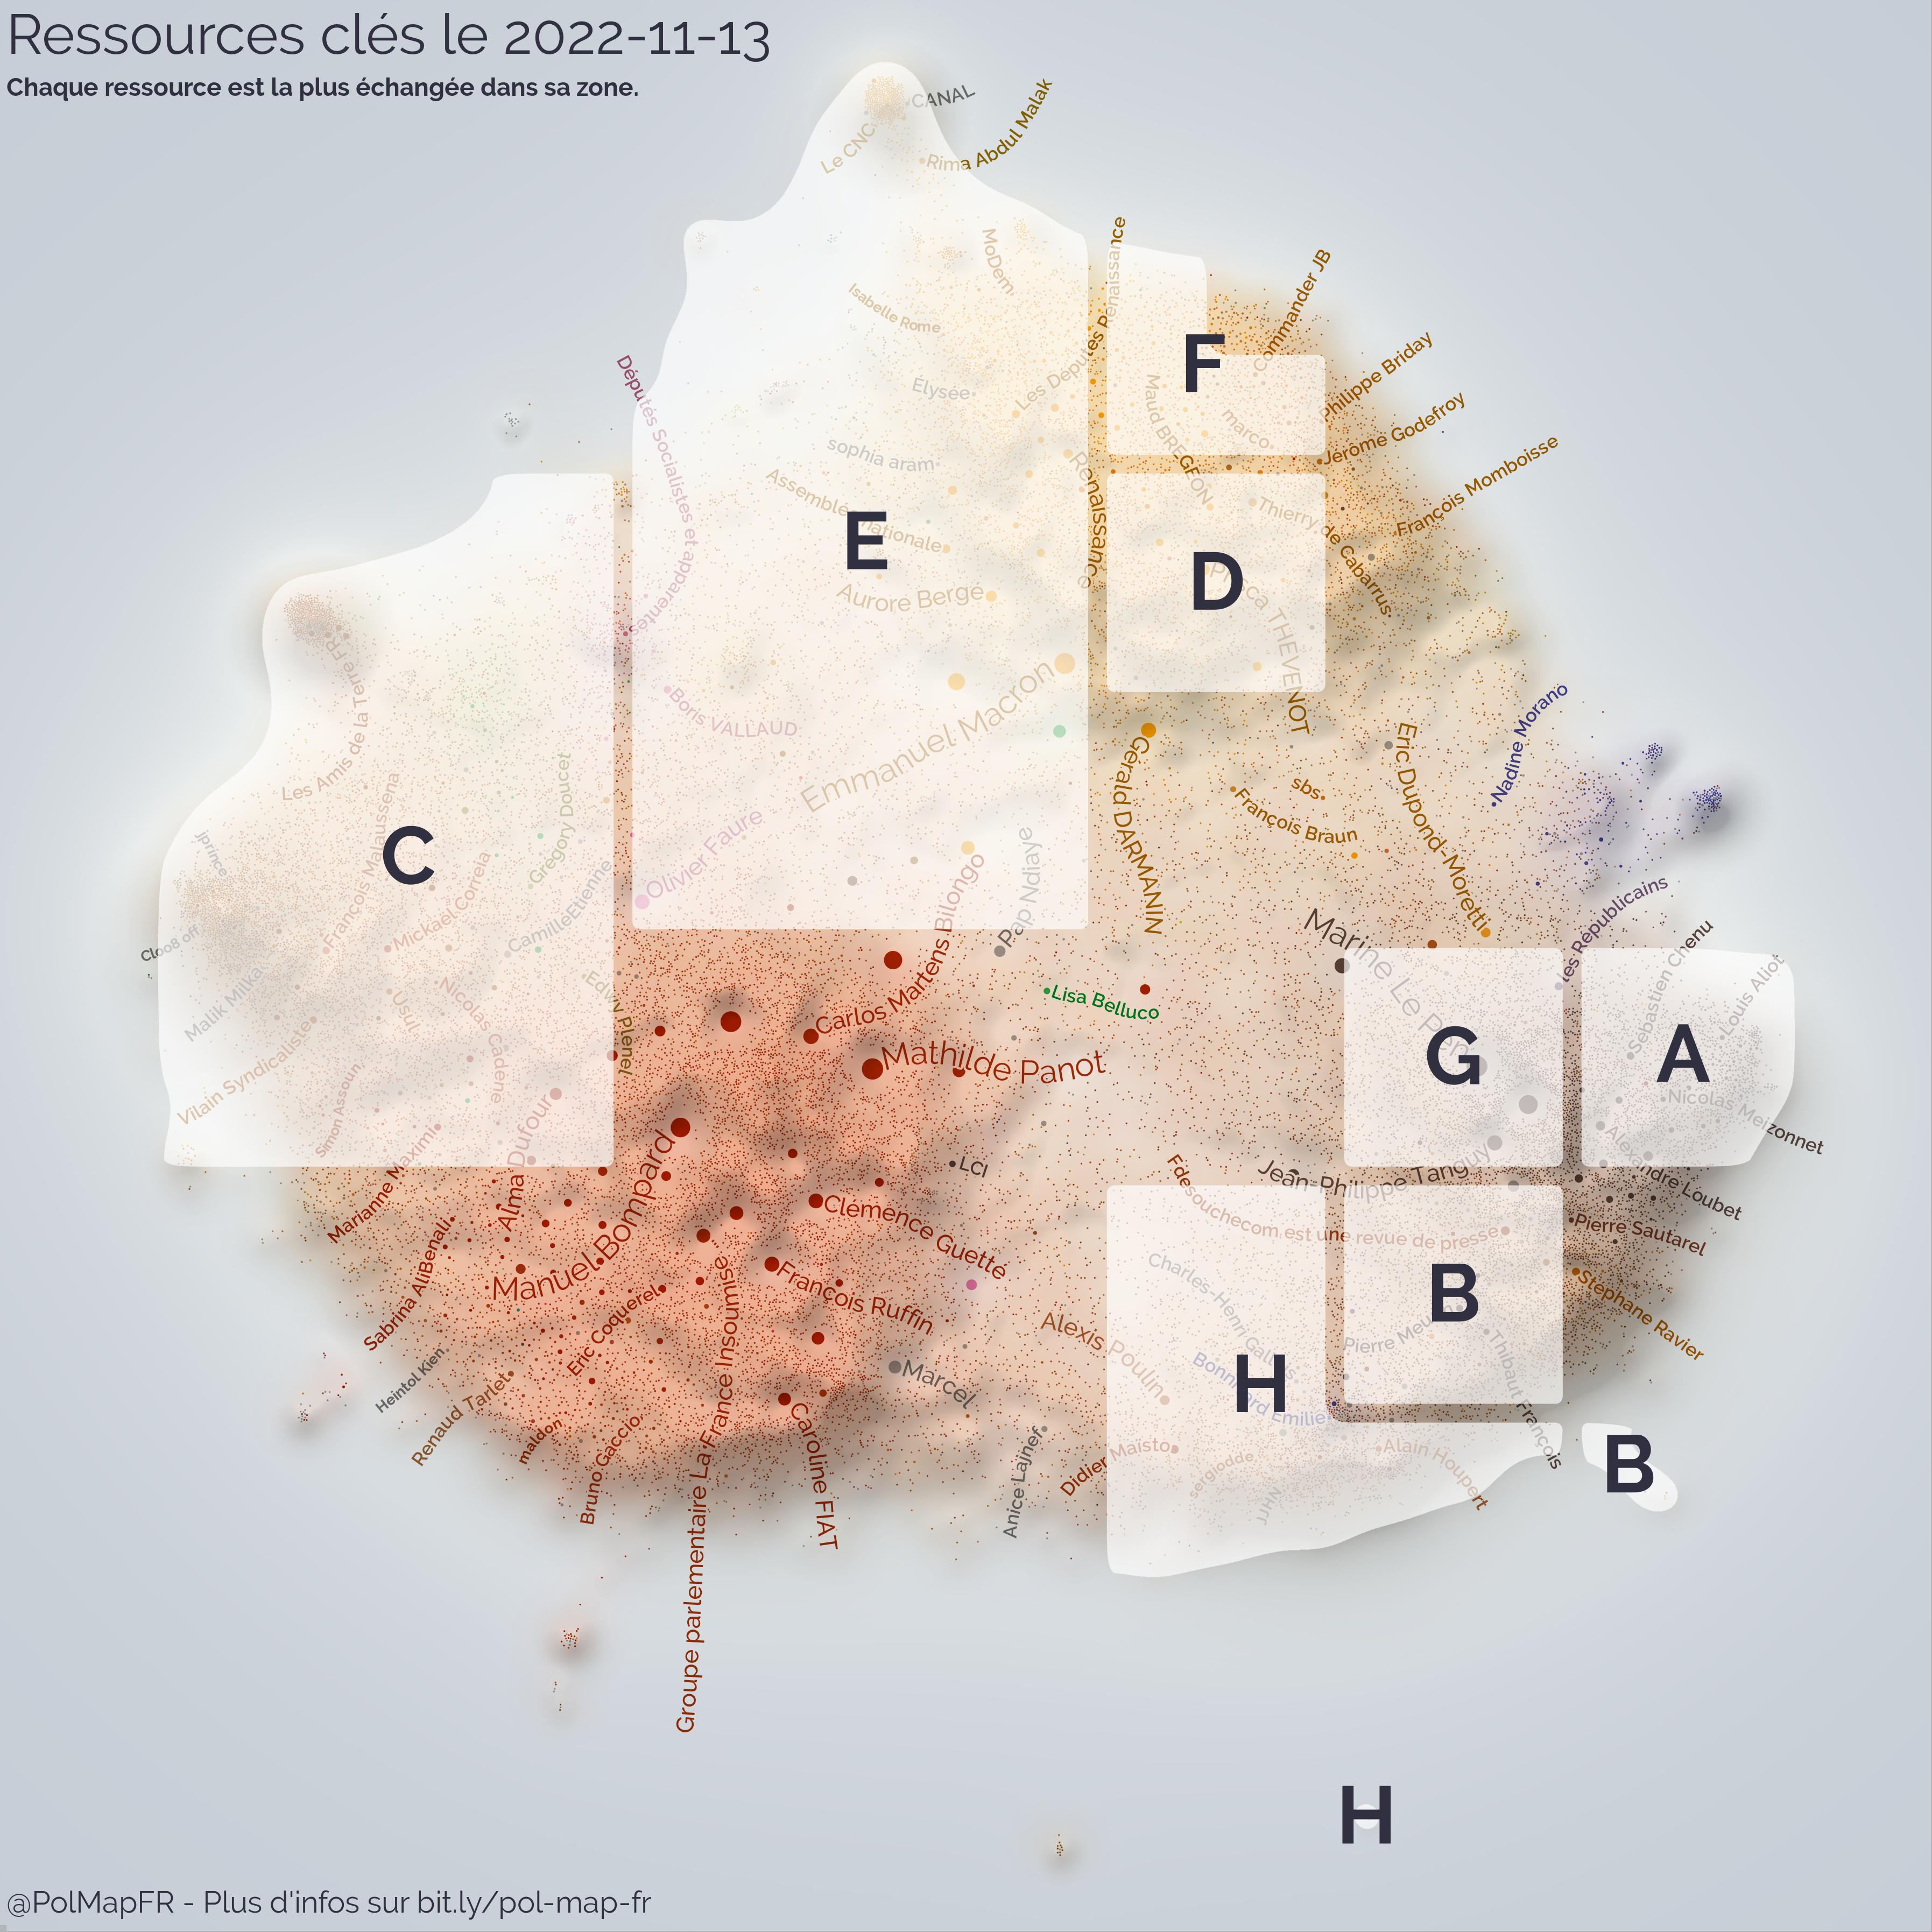 Ressources clés le 2022-11-13
Chaque ressource est la plus échangée dans sa zone.
CANAL
Le CNC
Rima Abdul Malak
MoDem
Isabelle Rome
Les Députés Renaissance
Commander JB
F
Philippe Briday
Députés Socialistes et apparentés
Élysée
Maud BREGEON
marco
Jérôme Godefroy
sophia aram
François Momboisse
Assemblée nationale
Renaissance
Thierry de Cabarrus
E
D
Aurore Bergé
Prisca THEVENOT
Les Amis de la Terre FR
Boris VALLAUD
Emmanuel Macron
Gérald DARMANIN
Éric Dupond-Moretti
Nadine Morano
sbs
François Braun
jprince
François Malaussena
Grégory Doucet
C
Olivier Faure
Mickaël Correia
CamilleEtienne
Pap Ndiaye
Cloo8 off
Marine Le Pen
les Républicains
Sébastien Chenu
Louis Aliot
Malik Milka
Usul
Nicolas Cadène
Edwy Plenel
Carlos Martens Bilongo
Lisa Belluco
G
A
Mathilde Panot
Vilain Syndicaliste
Simon Assoun
Nicolas Meizonnet
Marianne Maximi
Alma Dufour
LCI
Jean-Philippe Tanguy
Alexandre Loubet
Fdesouchecom est une revue de presse
Pierre Sautarel
Sabrina AliBenali
Manuel Bompard
Clémence Guetté
Charles-Henri Gallois
B
Stéphane Ravier
Eric Coquerel
François Ruffin
Alexis Poulin
Thibaut François
H
Bonnard Emilie
Heintol Kien
Marcel
Renaud Tarlet
maldon
Bruno Gaccio
Groupe parlementaire La France Insoumise
Caroline FIAT
Anice Lajnef
Didier Maisto
sergiodde
Alain Houpert
JJHN
B
H
@PolMapFR - Plus d'infos sur bit.ly/pol-map-fr